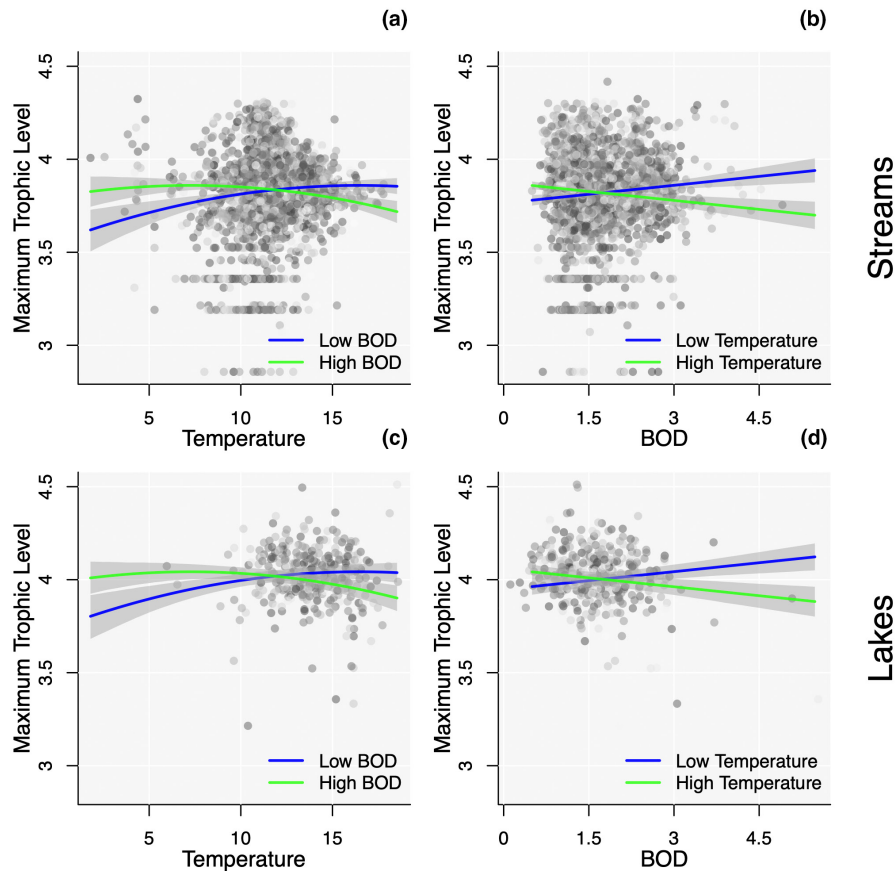 (a)
(b)
Maximum Trophic Level
4.5
4
3.5
3
Low BOD
High BOD
5
10
15
Temperature
Maximum Trophic Level
4.5
4
3.5
3
Low Temperature
High Temperature
0
1.5
3
4.5
BOD
Streams
(c)
(d)
Maximum Trophic Level
4.5
4
3.5
3
Low BOD
High BOD
5
10
15
Temperature
Maximum Trophic Level
4.5
4
3.5
3
Low Temperature
High Temperature
0
1.5
3
4.5
BOD
Lakes